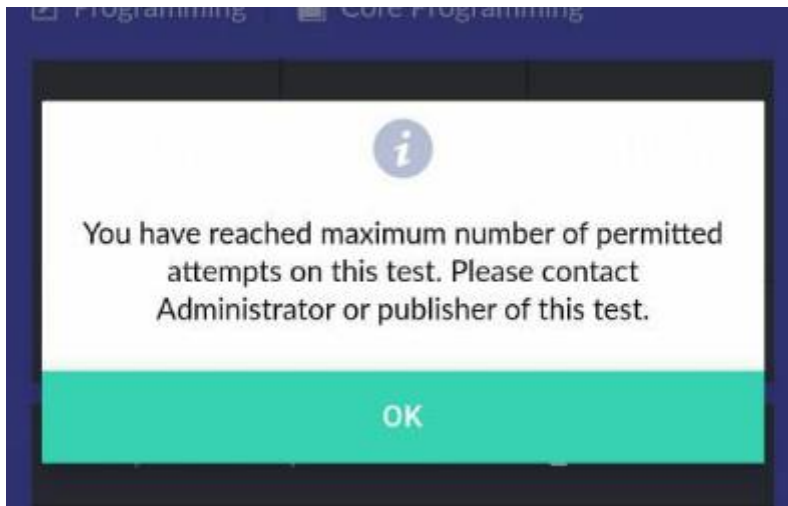 Programming Core Programming
You have reached maximum number of permitted
attempts on this test. Please contact
Administrator or publisher of this test.
OK